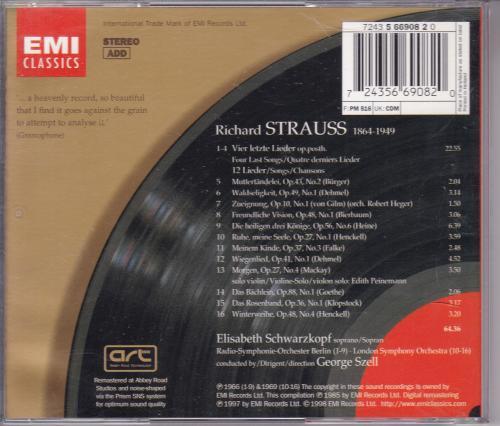 International Trade Mark of EMI Records Ltd.
EMI
CLASSICS
STEREO
ADD
7243 5 66908 2 0
7 24356 69082 0
F: PM 516 UK: CDM
'... a heavenly record, so beautiful
that I find it goes against the grain
to attempt to analyse it.'
(Gramophone)
Richard STRAUSS 1864-1949
1-4 Vier letzte Lieder op.posth. 22.55
Four Last Songs/Quatre derniers Lieder
12 Lieder/Songs/Chansons
5 Muttertändelei, Op.43, No.2 (Bürger) 2.04
6 Waldseligkeit, Op.49, No.1 (Dehmel) 3.14
7 Zueignung, Op.10, No.1 (von Gilm) (orch. Robert Heger) 1.50
8 Freundliche Vision, Op.48, No.1 (Bierbaum) 3.06
9 Die heiligen drei Könige, Op.56, No.6 (Heine) 6.39
10 Ruhe, meine Seele, Op.27, No.1 (Henckell) 3.59
11 Meinem Kinde, Op.37, No.3 (Falke) 2.48
12 Wiegenlied, Op.41, No.1 (Dehmel) 4.52
13 Morgen, Op.27, No.4 (Mackay) 3.50
solo violin/Violine-Solo/violon solo: Edith Peinemann
14 Das Bächlein, Op.88, No.1 (Goethe) 2.06
15 Das Rosenband, Op.36, No.1 (Klopstock) 3.17
16 Winterweihe, Op.48, No.4 (Henckell) 3.20
64.36
Elisabeth Schwarzkopf soprano/Sopran
Radio-Symphonie-Orchester Berlin (1-9) · London Symphony Orchestra (10-16)
conducted by/Dirigent/direction George Szell
art
Remastered at Abbey Road
Studios and noise-shaped
via the Prism SNS system
for optimum sound quality
℗ 1966 (1-9) & 1969 (10-16) The copyright in these sound recordings is owned by
EMI Records Ltd. This compilation ℗ 1985 by EMI Records Ltd. Digital remastering
℗ 1997 by EMI Records Ltd. © 1998 EMI Records Ltd. www.emiclassics.com